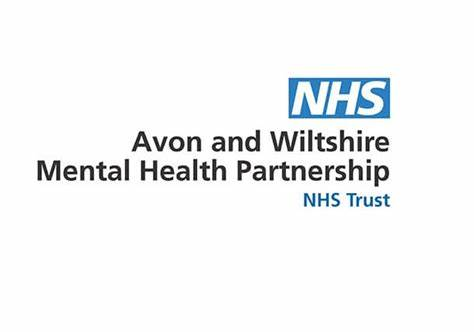 NHS
Avon and Wiltshire
Mental Health Partnership
NHS Trust